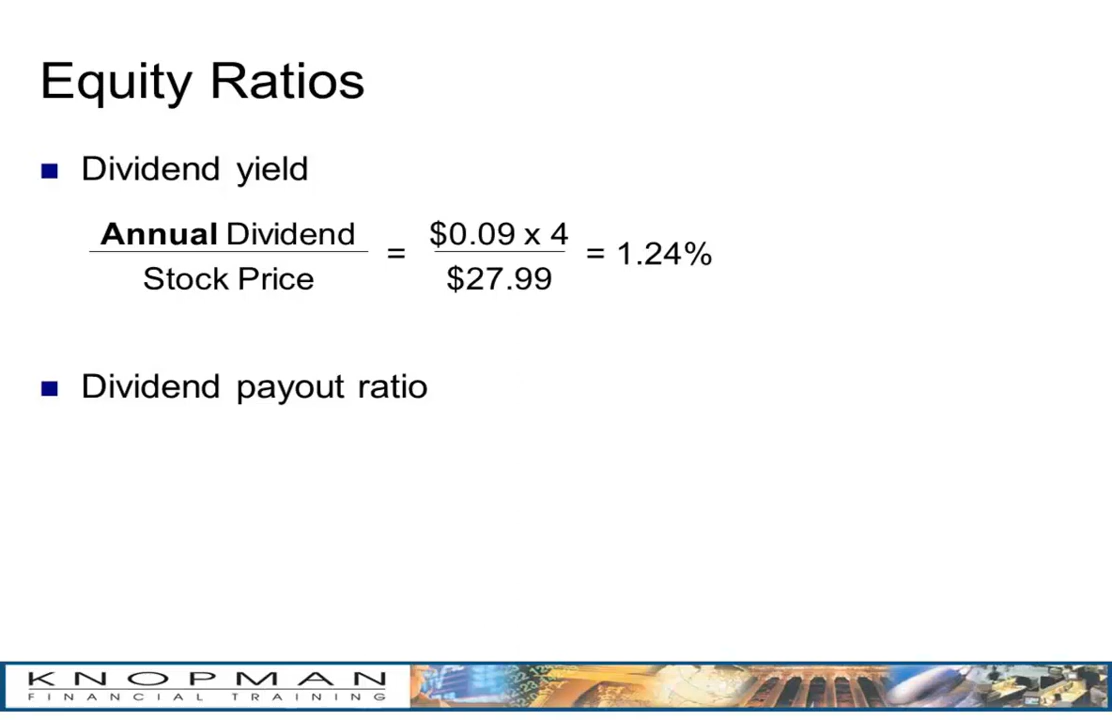 Equity Ratios
Dividend yield
Annual Dividend
Stock Price
=
$0.09 x 4
$27.99
= 1.24%
Dividend payout ratio
KNOPMAN
FINANCIAL TRAINING